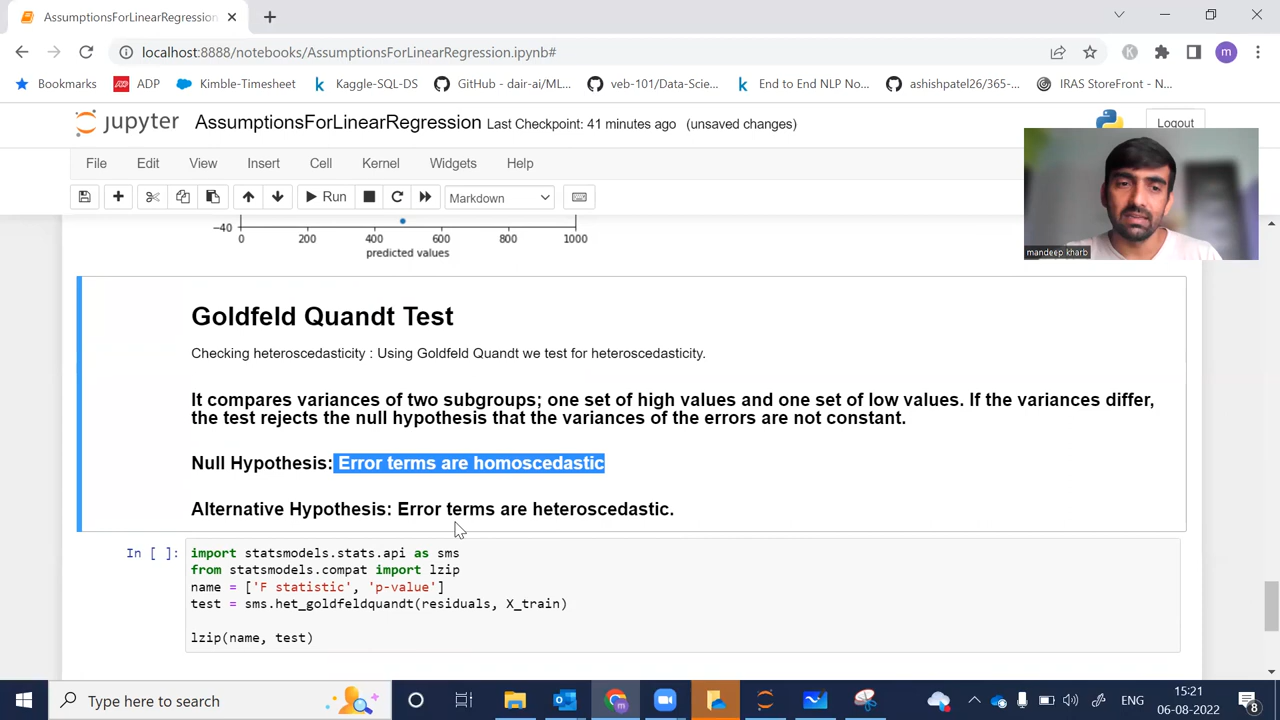 AssumptionsForLinearRegression
localhost:8888/notebooks/AssumptionsForLinearRegression.ipynb#
K
m
Bookmarks
ADP
Kimble-Timesheet
Kaggle-SQL-DS
GitHub - dair-ai/ML...
veb-101/Data-Scie...
End to End NLP No...
ashishpatel26/365-...
IRAS StoreFront - N...
jupyter
AssumptionsForLinearRegression Last Checkpoint: 41 minutes ago (unsaved changes)
Logout
File Edit View Insert Cell Kernel Widgets Help
Run
Markdown
mandeep kharb
−40
0 200 400 600 800 1000
predicted values
Goldfeld Quandt Test
Checking heteroscedasticity : Using Goldfeld Quandt we test for heteroscedasticity.
It compares variances of two subgroups; one set of high values and one set of low values. If the variances differ,
the test rejects the null hypothesis that the variances of the errors are not constant.
Null Hypothesis: Error terms are homoscedastic
Alternative Hypothesis: Error terms are heteroscedastic.
In [ ]:
import statsmodels.stats.api as sms
from statsmodels.compat import lzip
name = ['F statistic', 'p-value']
test = sms.het_goldfeldquandt(residuals, X_train)
lzip(name, test)
Type here to search
ENG
15:21
06-08-2022
8